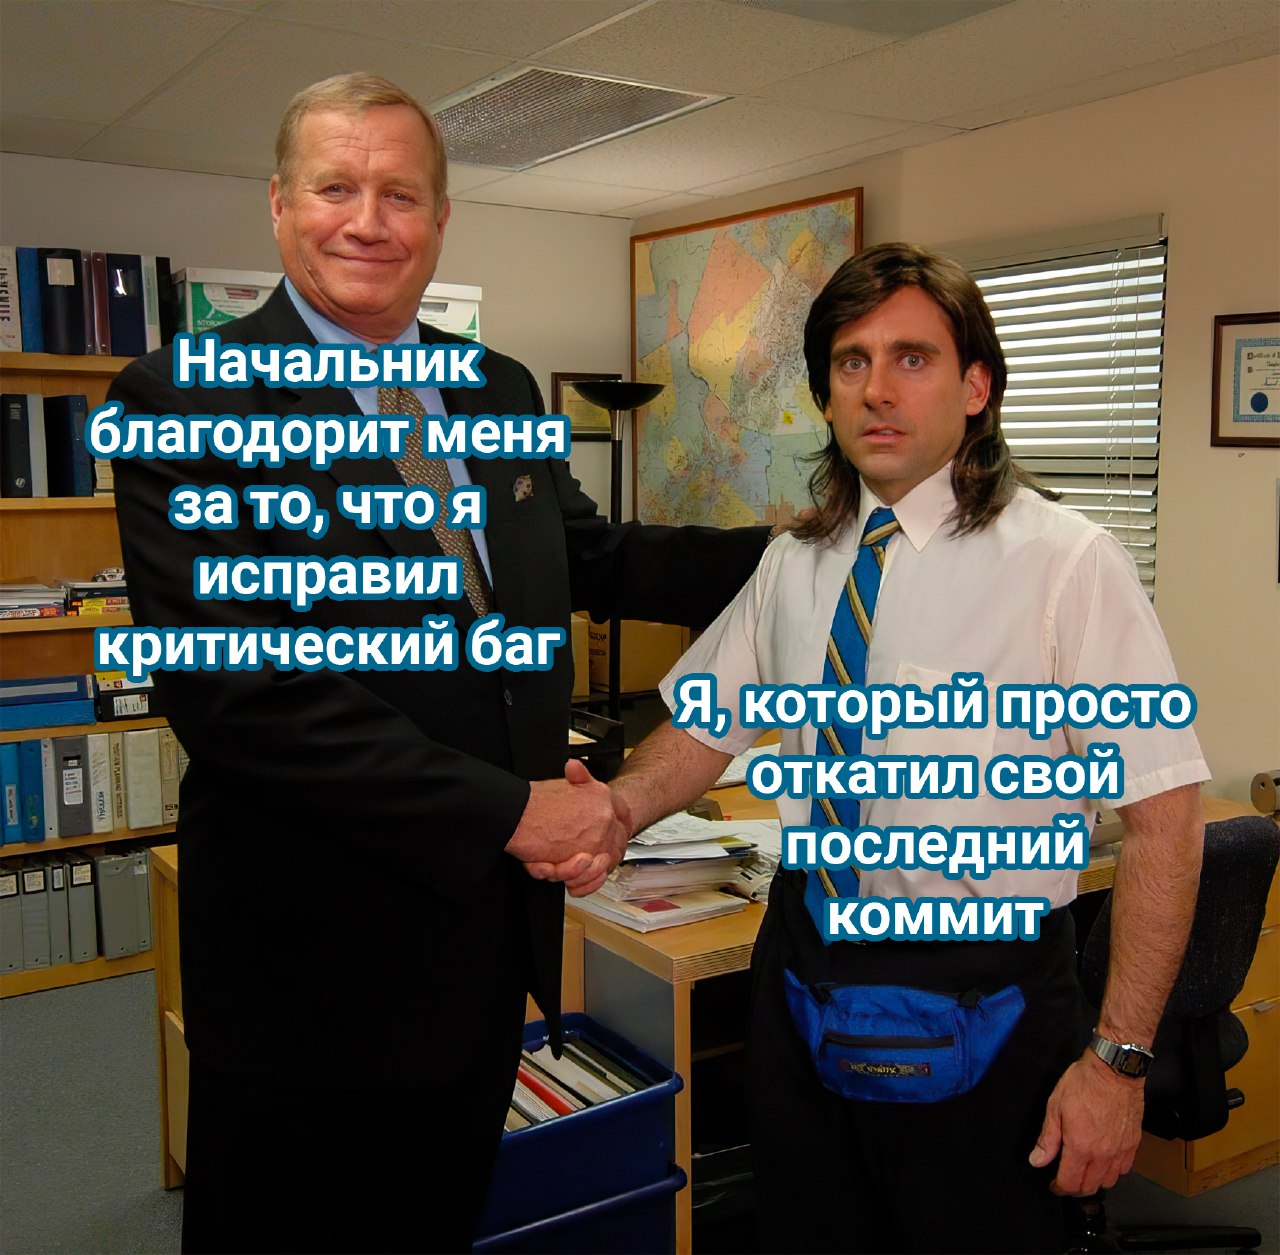 Начальник
благодорит меня
за то, что я
исправил
критический баг
Я, который просто
откатил свой
последний
коммит